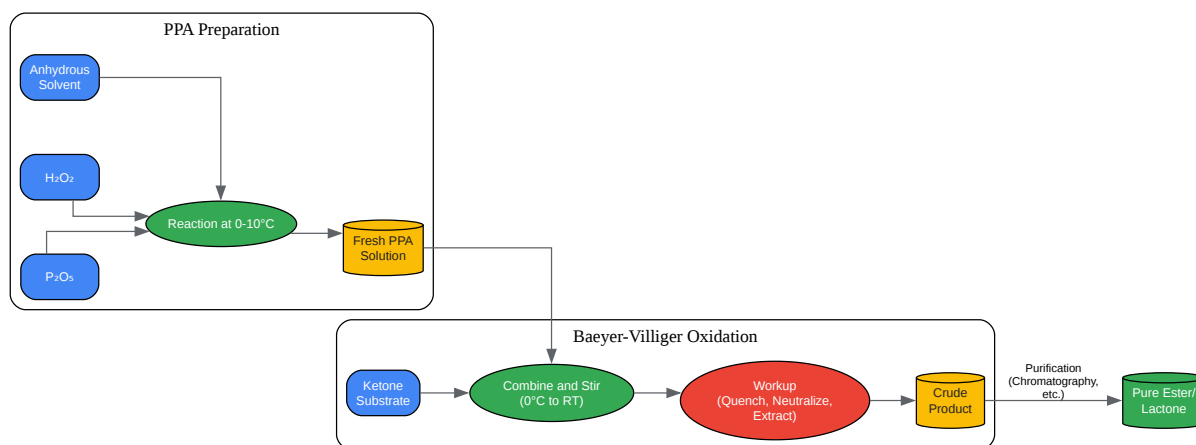 PPA Preparation
Anhydrous
Solvent
H₂O₂
Reaction at 0-10°C
Fresh PPA
Solution
P₂O₅
Baeyer-Villiger Oxidation
Ketone
Substrate
Combine and Stir
(0°C to RT)
Workup
(Quench, Neutralize,
Extract)
Crude
Product
Purification
(Chromatography,
etc.)
Pure Ester/
Lactone